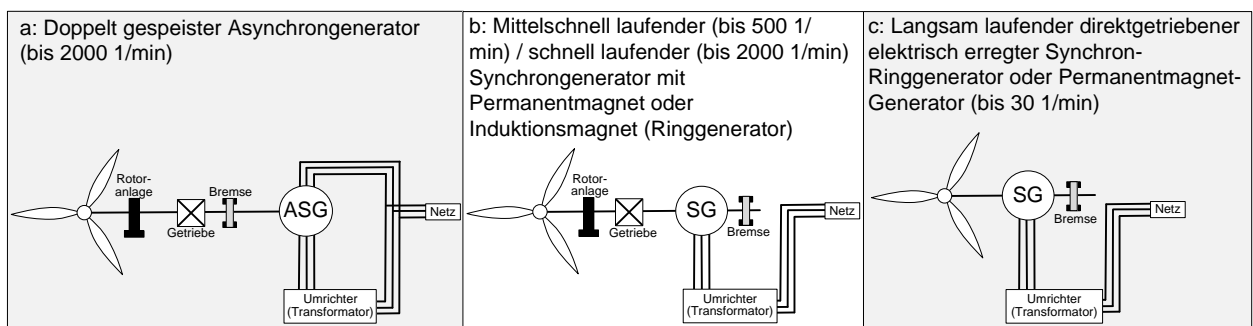 a: Doppelt gespeister Asynchrongenerator
(bis 2000 1/min)
Rotor-
anlage
Bremse
Getriebe
ASG
Netz
Umrichter
(Transformator)
b: Mittelschnell laufender (bis 500 1/
min) / schnell laufender (bis 2000 1/min)
Synchrongenerator mit
Permanentmagnet oder
Induktionsmagnet (Ringgenerator)
Rotor-
anlage
Getriebe
SG
Bremse
Netz
Umrichter
(Transformator)
c: Langsam laufender direktgetriebener
elektrisch erregter Synchron-
Ringgenerator oder Permanentmagnet-
Generator (bis 30 1/min)
SG
Bremse
Netz
Umrichter
(Transformator)